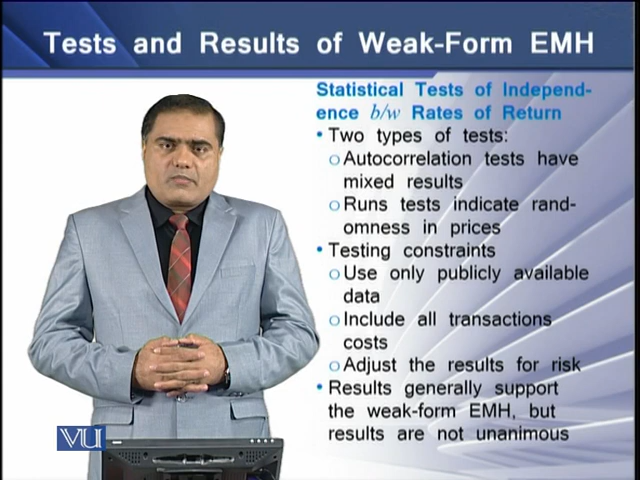 Tests and Results of Weak-Form EMH
Statistical Tests of Independ-
ence b/w Rates of Return
• Two types of tests:
o Autocorrelation tests have
mixed results
o Runs tests indicate rand-
omness in prices
• Testing constraints
o Use only publicly available
data
o Include all transactions
costs
o Adjust the results for risk
• Results generally support
the weak-form EMH, but
results are not unanimous
VU